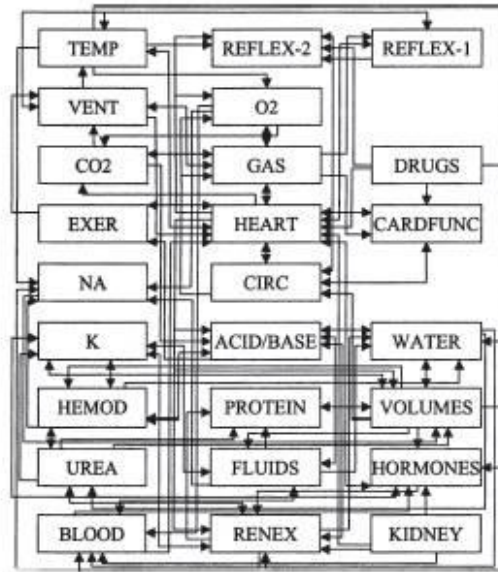 TEMP REFLEX-2 REFLEX-1
VENT O2
CO2 GAS DRUGS
EXER HEART CARDFUNC
NA CIRC
K ACID/BASE WATER
HEMOD PROTEIN VOLUMES
UREA FLUIDS HORMONES
BLOOD RENEX KIDNEY